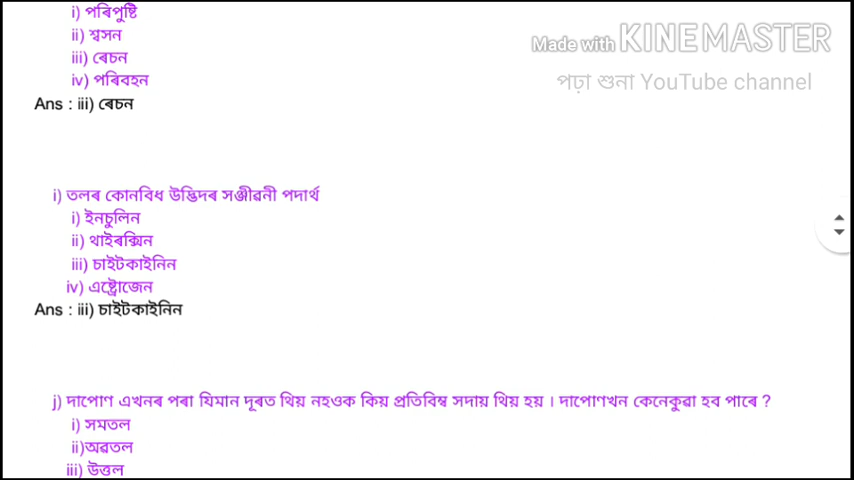 i) পৰিপুষ্টি
ii) শ্বসন
iii) ৰেচন
iv) পৰিবহন
Ans : iii) ৰেচন
Made with KINEMASTER
পঢ়া শুনা YouTube channel
i) তলৰ কোনবিধ উদ্ভিদৰ সঞ্জীৱনী পদাৰ্থ
i) ইনচুলিন
ii) থাইৰক্সিন
iii) চাইটকাইনিন
iv) এষ্ট্ৰোজেন
Ans : iii) চাইটকাইনিন
j) দাপোণ এখনৰ পৰা যিমান দূৰত থিয় নহওক কিয় প্ৰতিবিম্ব সদায় থিয় হয় । দাপোণখন কেনেকুৱা হব পাৰে ?
i) সমতল
ii)অৱতল
iii) উত্তল